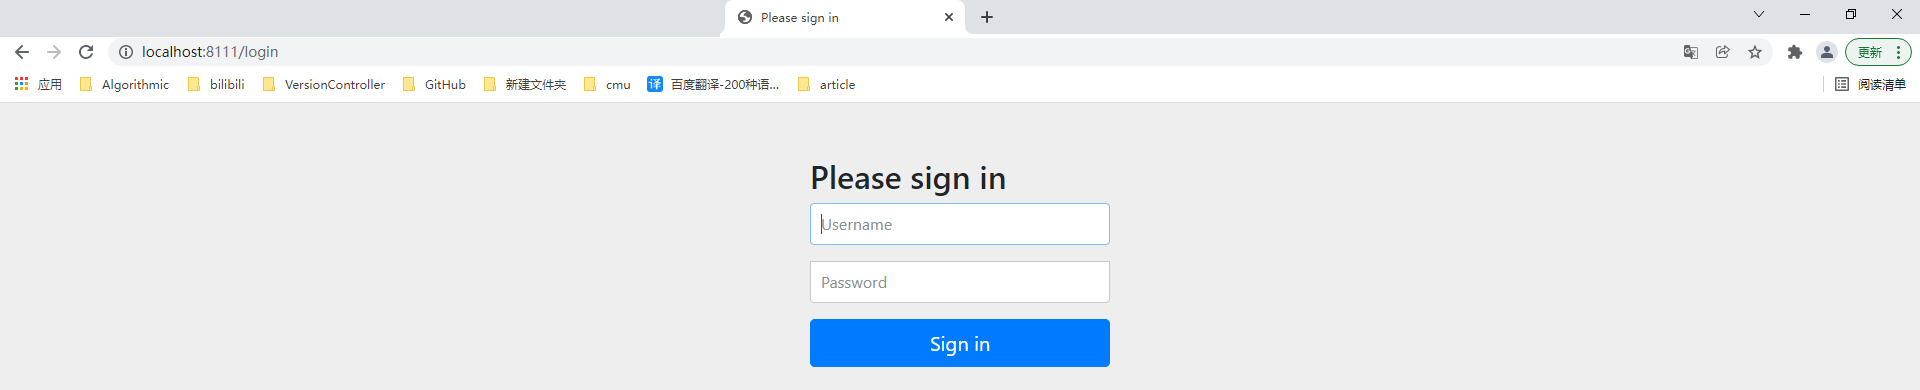 Please sign in
localhost:8111/login
更新
应用 Algorithmic bilibili VersionController GitHub 新建文件夹 cmu 译 百度翻译-200种语... article 阅读清单
Please sign in
Username
Password
Sign in